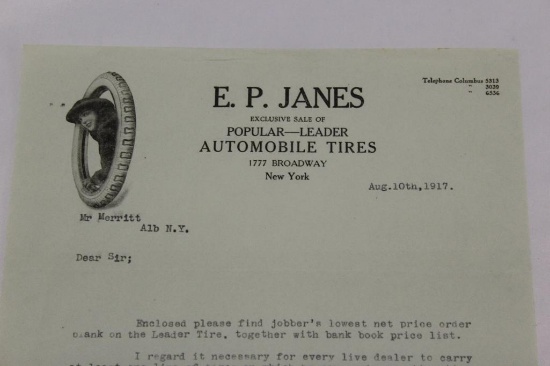 Telephone Columbus 5313
" 3039
" 6536
E. P. JANES
EXCLUSIVE SALE OF
POPULAR—LEADER
AUTOMOBILE TIRES
1777 BROADWAY
New York
Aug.10th,1917.
Mr Merritt
Alb N.Y.
Dear Sir;
Enclosed please find jobber's lowest net price order
blank on the Leader Tire, together with bank book price list.
I regard it necessary for every live dealer to carry